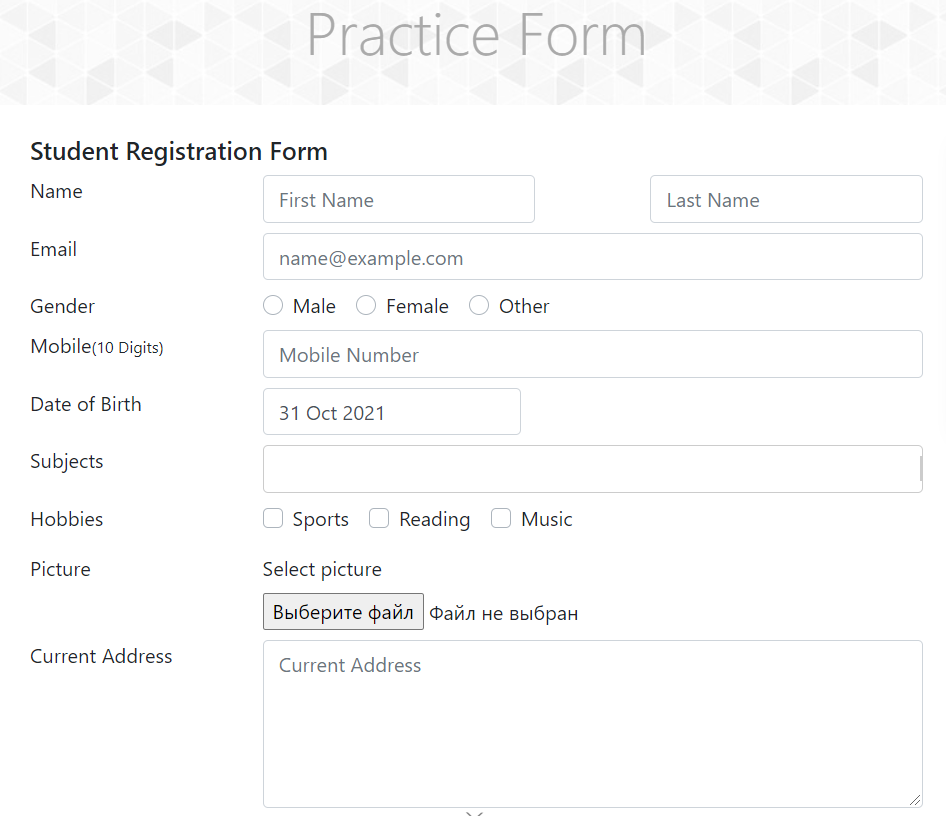 Practice Form
Student Registration Form
Name First Name Last Name
Email name@example.com
Gender Male Female Other
Mobile(10 Digits) Mobile Number
Date of Birth 31 Oct 2021
Subjects
Hobbies Sports Reading Music
Picture Select picture
Выберите файл Файл не выбран
Current Address Current Address